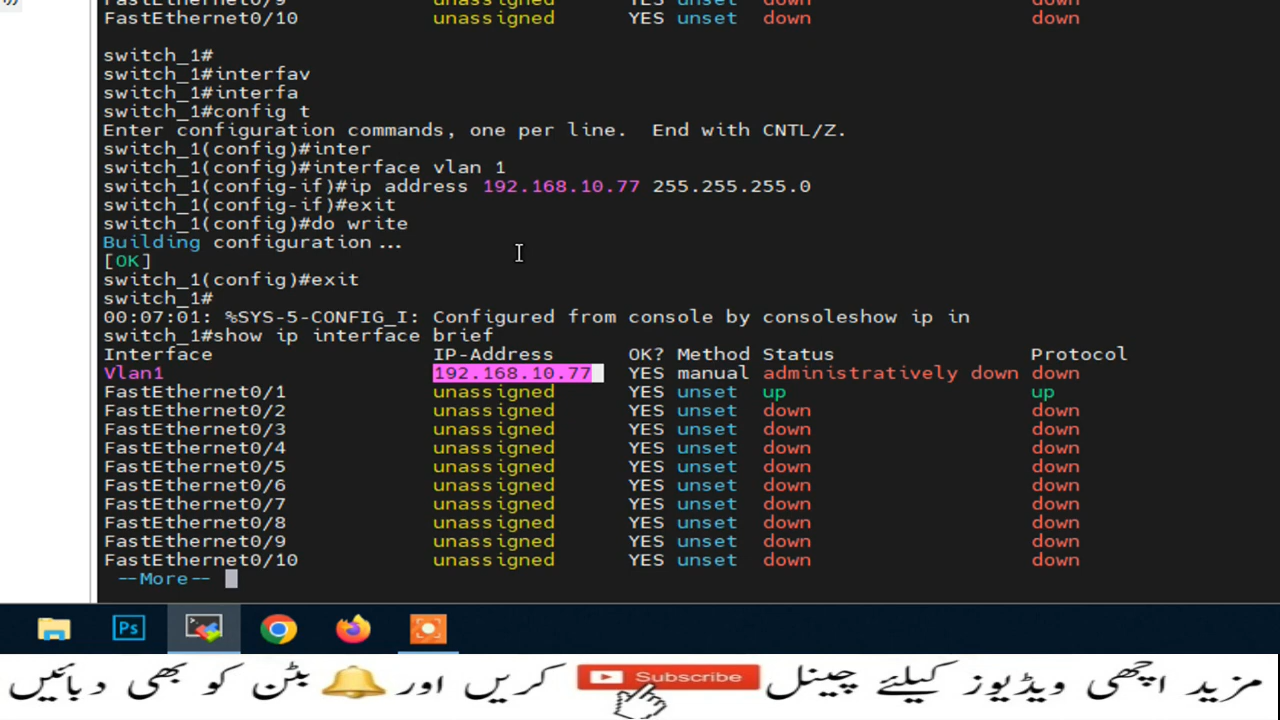 FastEthernet0/9 unassigned YES unset down down
FastEthernet0/10 unassigned YES unset down down
switch_1#
switch_1#interfav
switch_1#interfa
switch_1#config t
Enter configuration commands, one per line.  End with CNTL/Z.
switch_1(config)#inter
switch_1(config)#interface vlan 1
switch_1(config-if)#ip address 192.168.10.77 255.255.255.0
switch_1(config-if)#exit
switch_1(config)#do write
Building configuration...
[OK]
switch_1(config)#exit
switch_1#
00:07:01: %SYS-5-CONFIG_I: Configured from console by consoleshow ip in
switch_1#show ip interface brief
Interface IP-Address OK? Method Status Protocol
Vlan1 192.168.10.77 YES manual administratively down down
FastEthernet0/1 unassigned YES unset up up
FastEthernet0/2 unassigned YES unset down down
FastEthernet0/3 unassigned YES unset down down
FastEthernet0/4 unassigned YES unset down down
FastEthernet0/5 unassigned YES unset down down
FastEthernet0/6 unassigned YES unset down down
FastEthernet0/7 unassigned YES unset down down
FastEthernet0/8 unassigned YES unset down down
FastEthernet0/9 unassigned YES unset down down
FastEthernet0/10 unassigned YES unset down down
--More--
Ps
مزید اچھی ویڈیوز کیلئے چینل Subscribe کریں اور بٹن کو بھی دبائیں